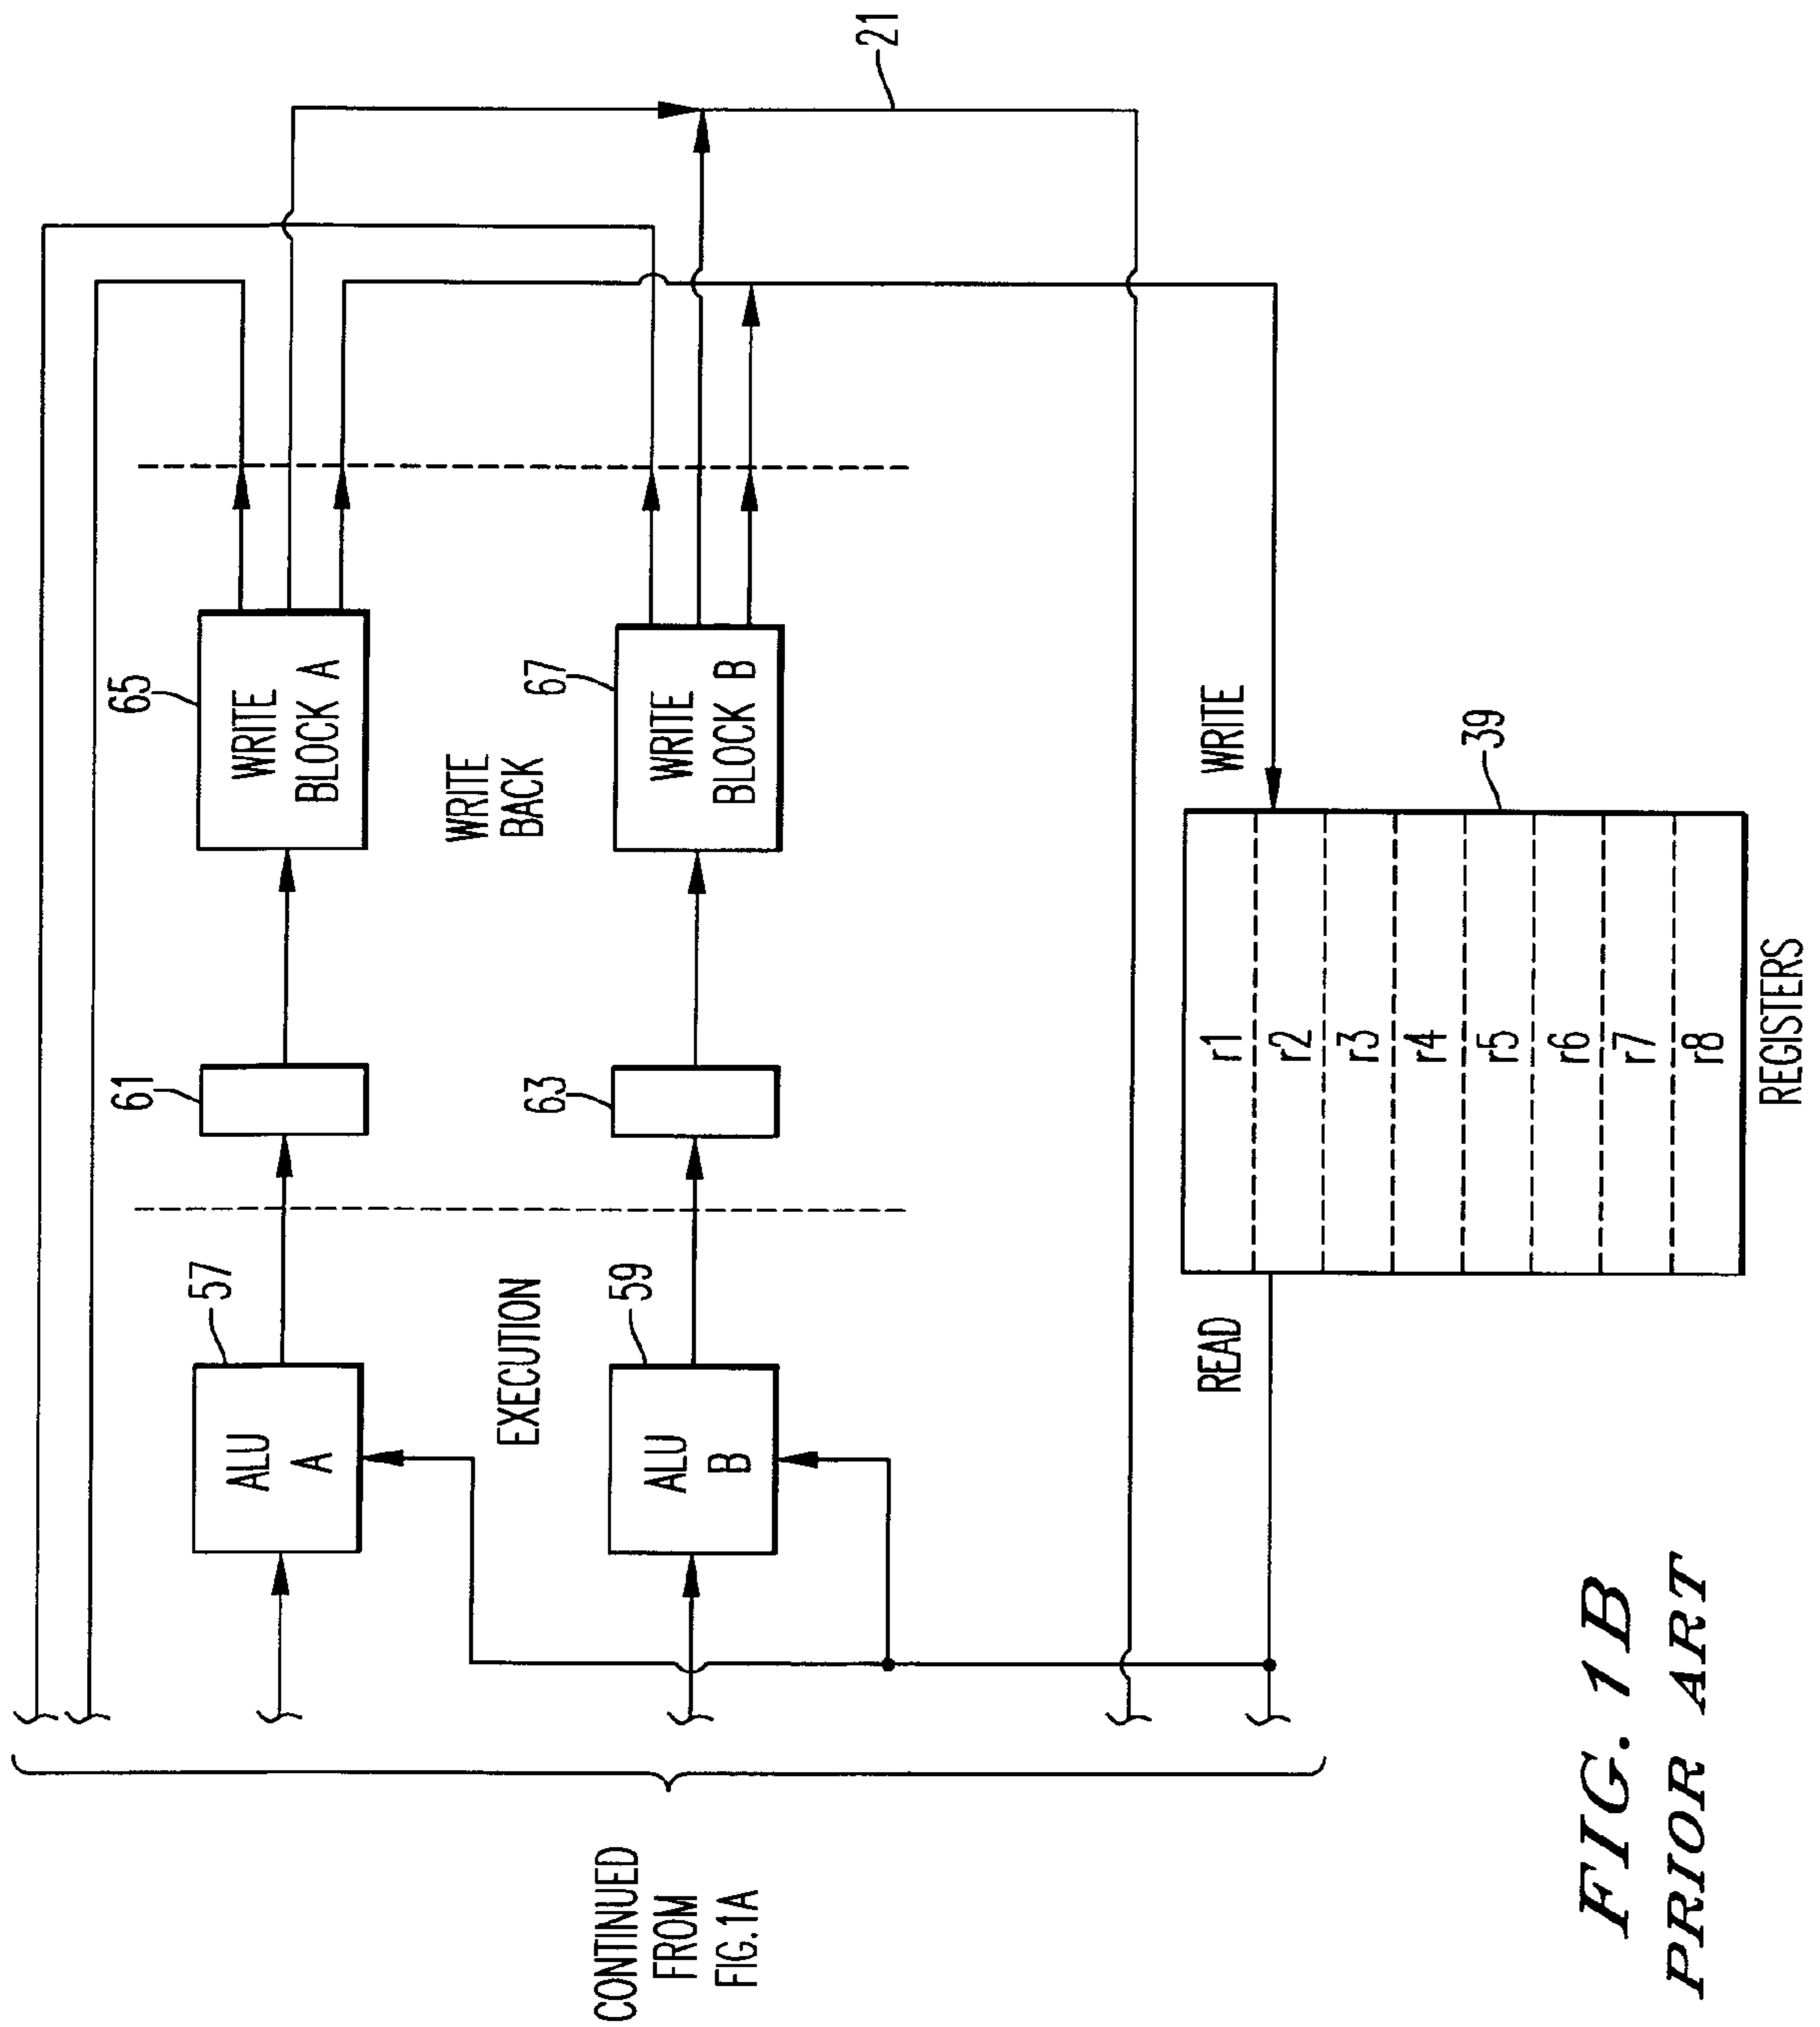 CONTINUED
FROM
FIG.1A
ALU
A
57
EXECUTION
ALU
B
59
61
63
65
WRITE
BLOCK A
WRITE
BACK
67
WRITE
BLOCK B
21
READ
WRITE
39
r1
r2
r3
r4
r5
r6
r7
r8
REGISTERS
FIG. 1B
PRIOR ART